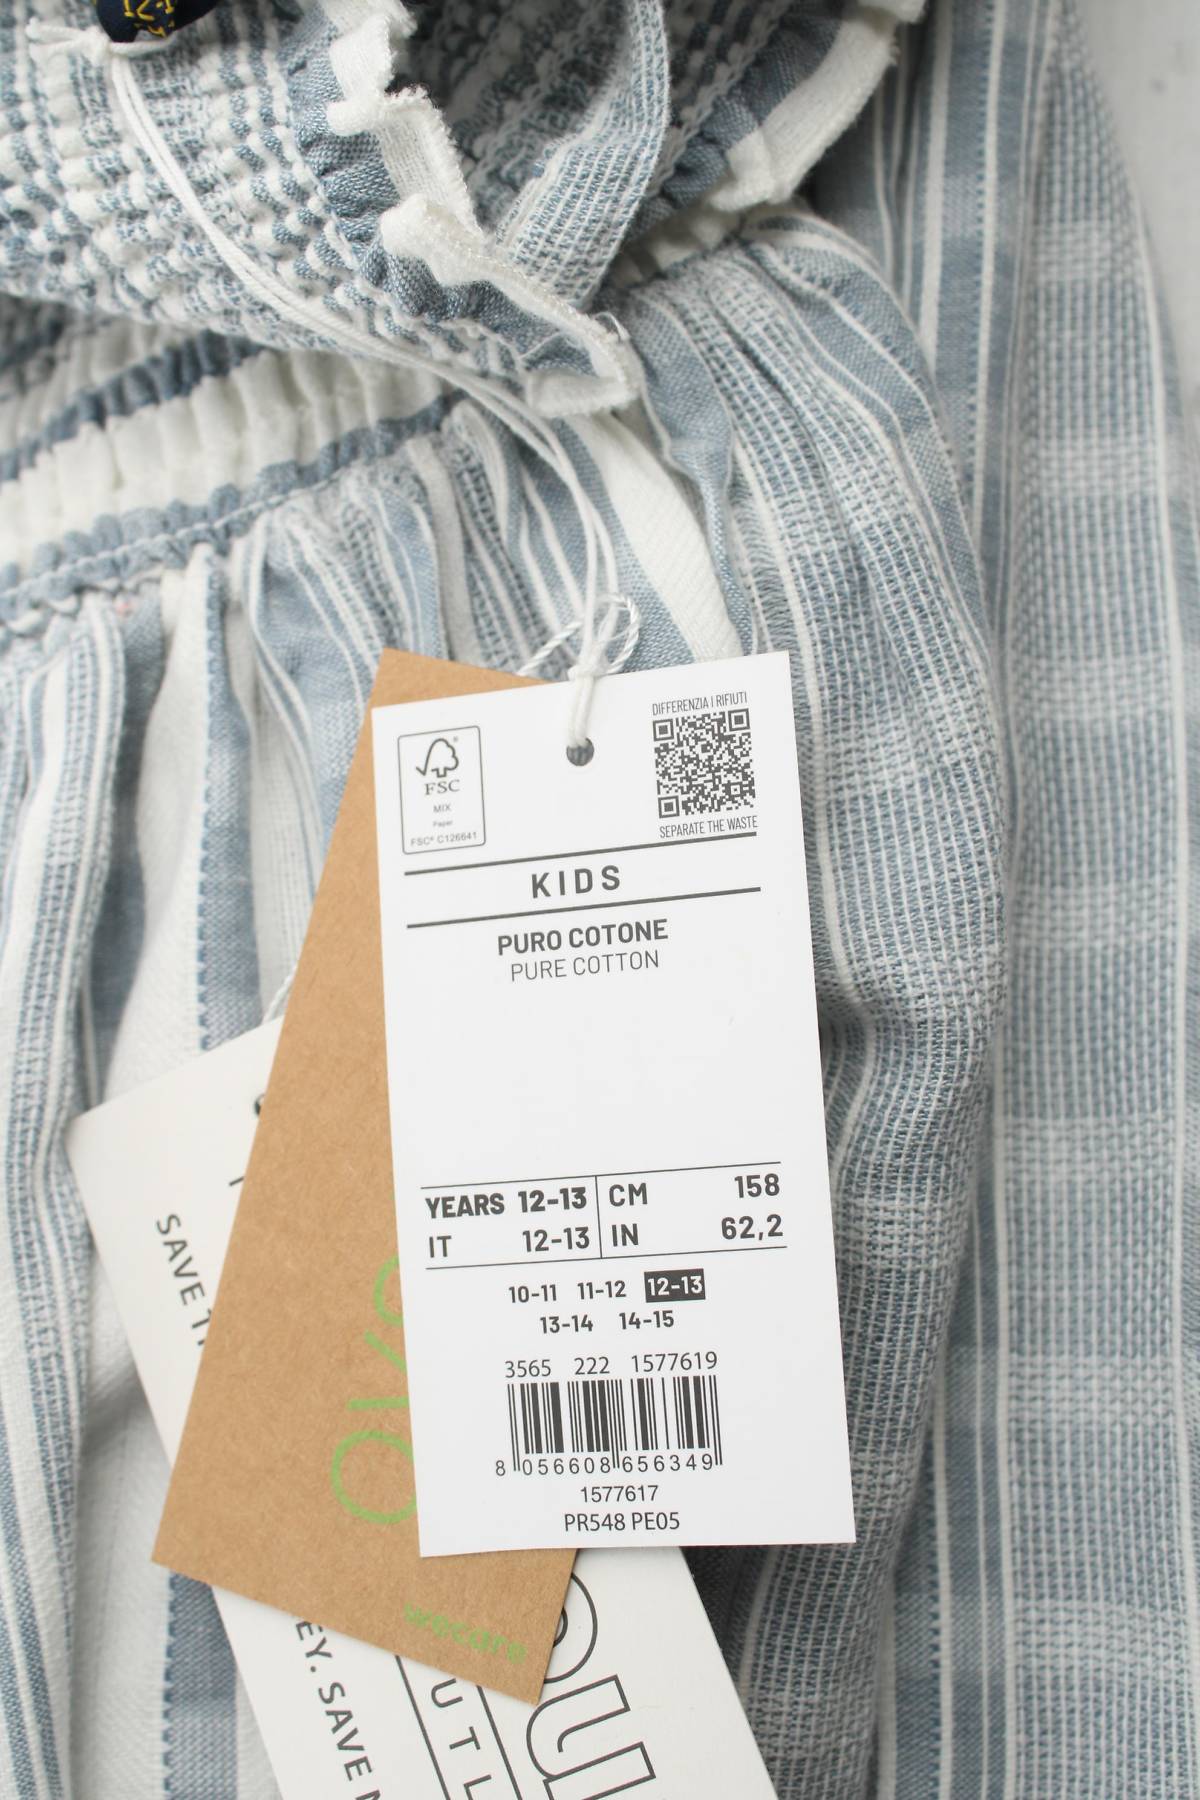 DIFFERENZIA I RIFIUTI
FSC
MIX
Paper
FSC® C126641
SEPARATE THE WASTE
KIDS
PURO COTONE
PURE COTTON
YEARS 12-13 CM 158
IT 12-13 IN 62,2
10-11 11-12 12-13
13-14 14-15
3565 222 1577619
8 056608 656349
1577617
PR548 PE05
OVS
wecare
SAVE
EY. SAVE
UTL